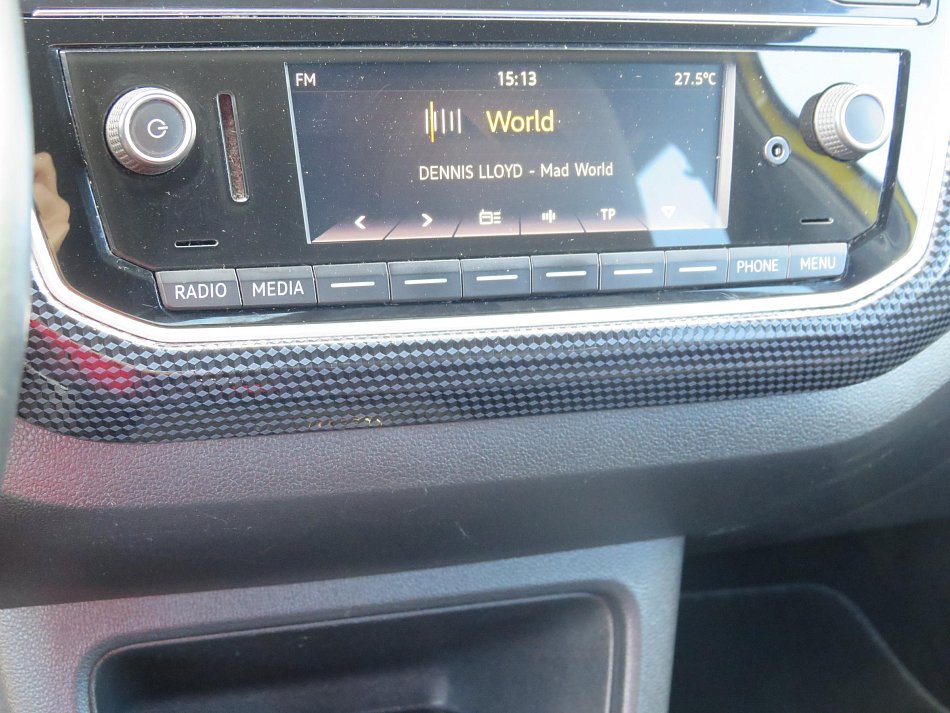 FM 15:13 27.5°C
World
DENNIS LLOYD - Mad World
< > TP
RADIO MEDIA PHONE MENU